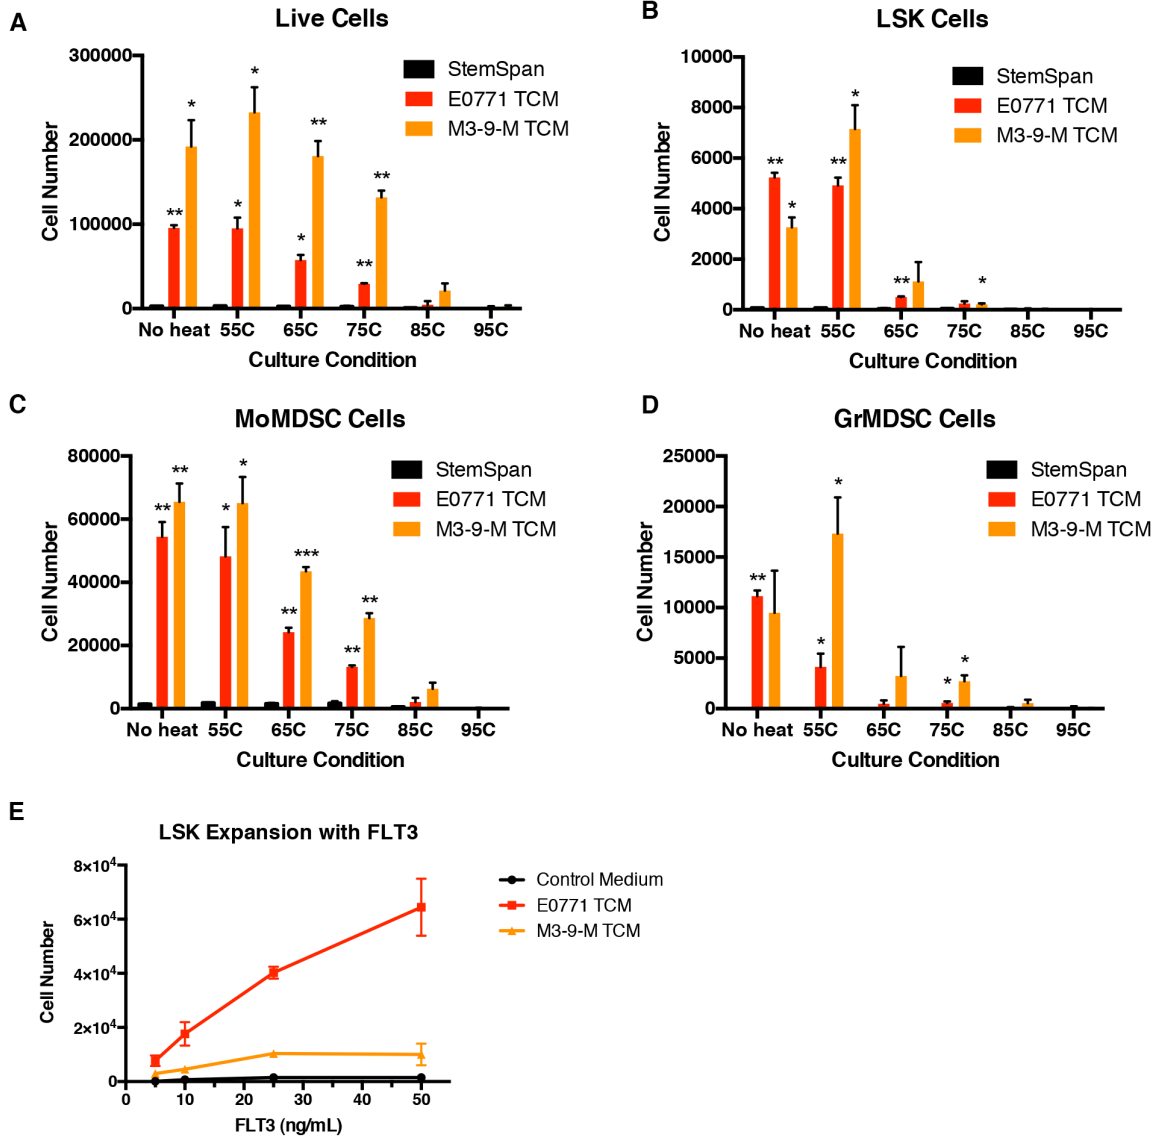 A
Live Cells
300000
200000
100000
0
Cell Number
StemSpan
E0771 TCM
M3-9-M TCM
** * * * * ** ** **
No heat 55C 65C 75C 85C 95C
Culture Condition
B
LSK Cells
10000
8000
6000
4000
2000
0
Cell Number
StemSpan
E0771 TCM
M3-9-M TCM
** * ** * ** *
No heat 55C 65C 75C 85C 95C
Culture Condition
C
MoMDSC Cells
80000
60000
40000
20000
0
Cell Number
StemSpan
E0771 TCM
M3-9-M TCM
** ** * * ** *** ** **
No heat 55C 65C 75C 85C 95C
Culture Condition
D
GrMDSC Cells
25000
20000
15000
10000
5000
0
Cell Number
StemSpan
E0771 TCM
M3-9-M TCM
** * * * *
No heat 55C 65C 75C 85C 95C
Culture Condition
E
LSK Expansion with FLT3
8×10⁴
6×10⁴
4×10⁴
2×10⁴
0
Cell Number
Control Medium
E0771 TCM
M3-9-M TCM
0 10 20 30 40 50
FLT3 (ng/mL)